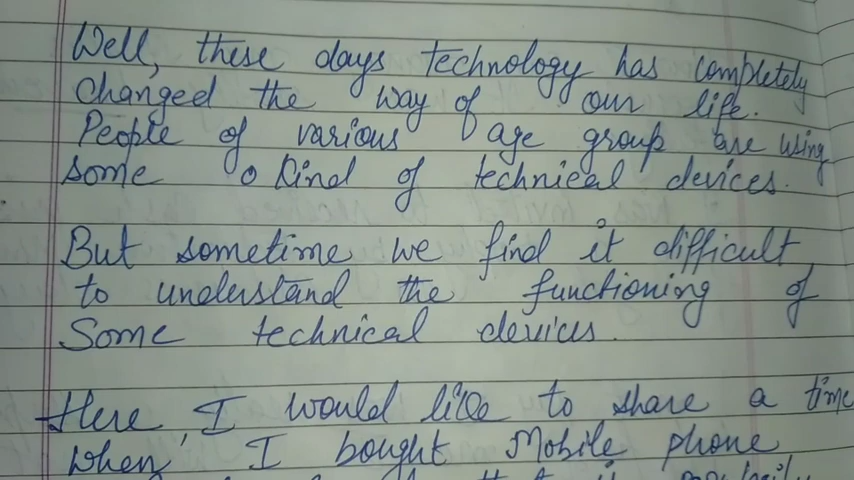 Well, these days technology has completely
changed the way of our life.
People of various age group are using
some kind of technical devices.
But sometime we find it difficult
to understand the functioning of
Some technical devices.
Here, I would like to share a time
when I bought Mobile phone